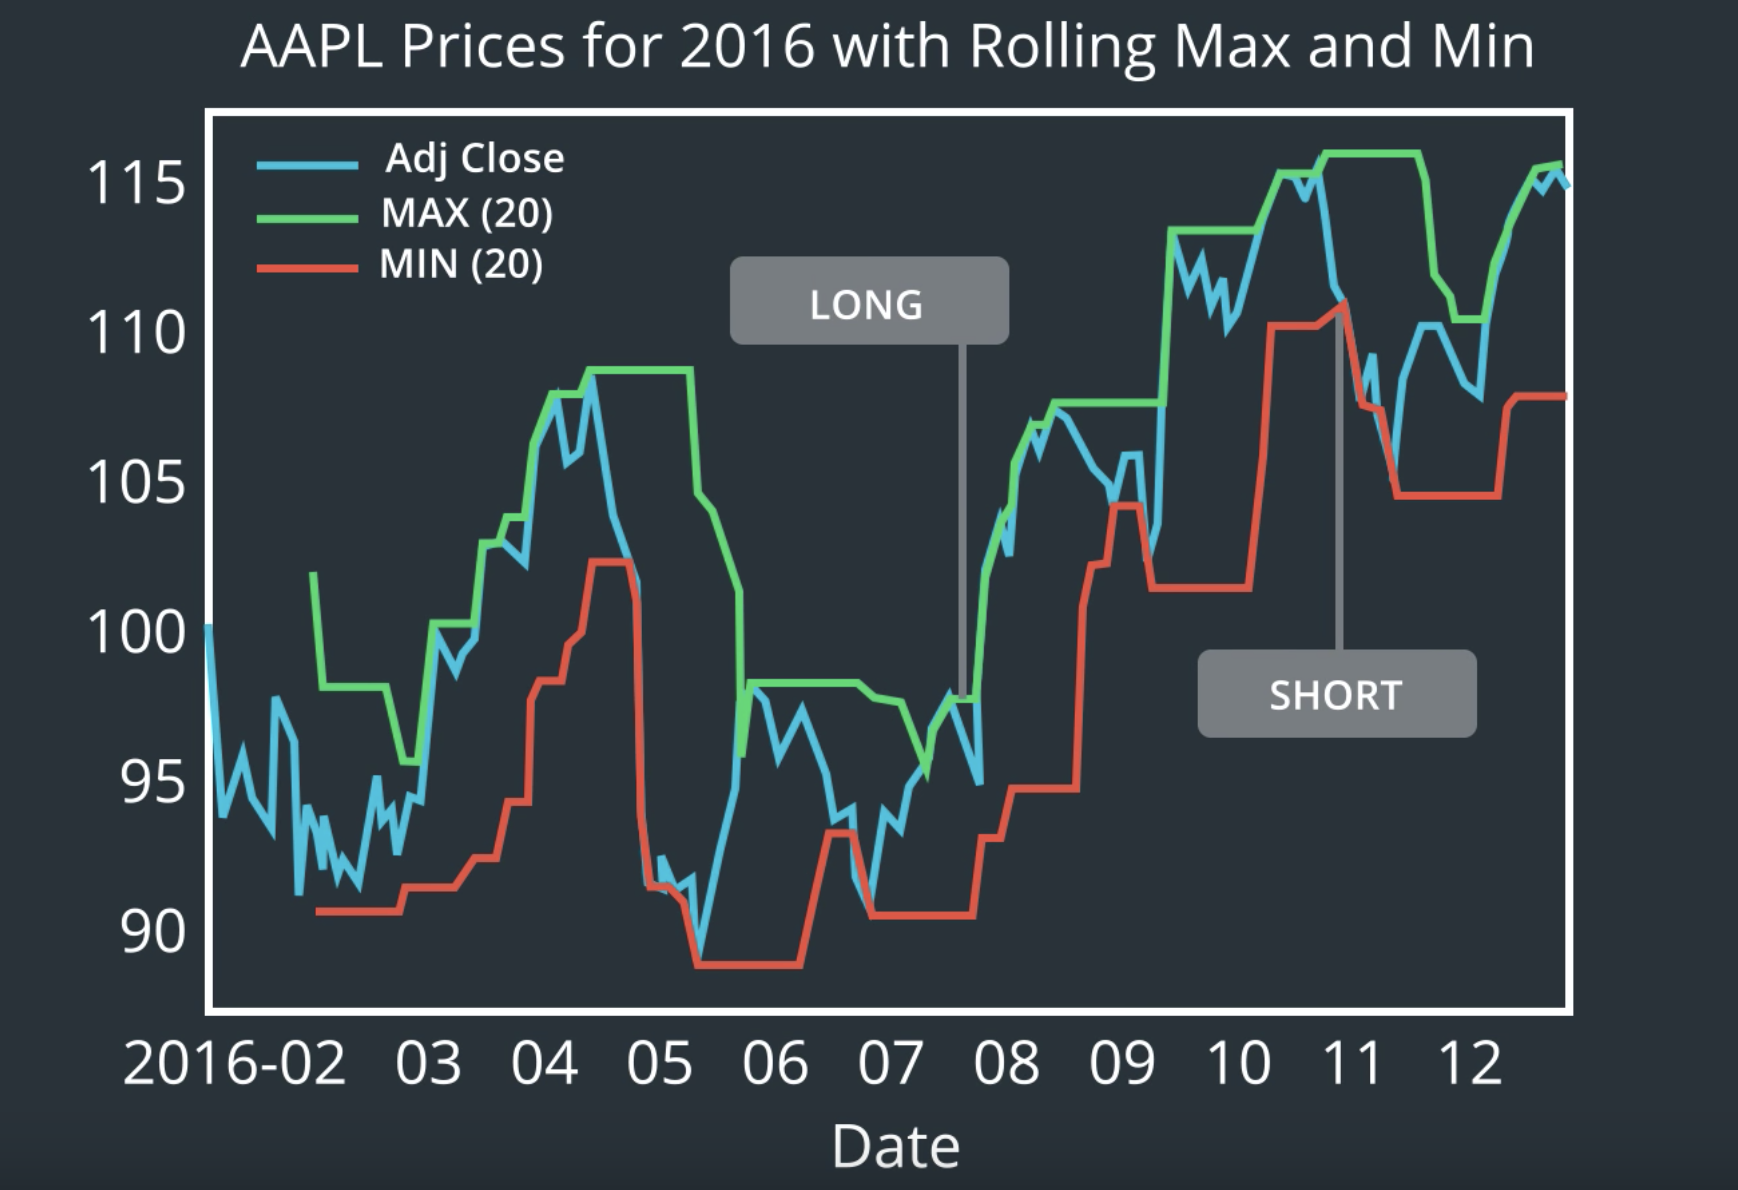 AAPL Prices for 2016 with Rolling Max and Min
Adj Close
MAX (20)
MIN (20)
LONG
SHORT
115
110
105
100
95
90
2016-02 03 04 05 06 07 08 09 10 11 12
Date